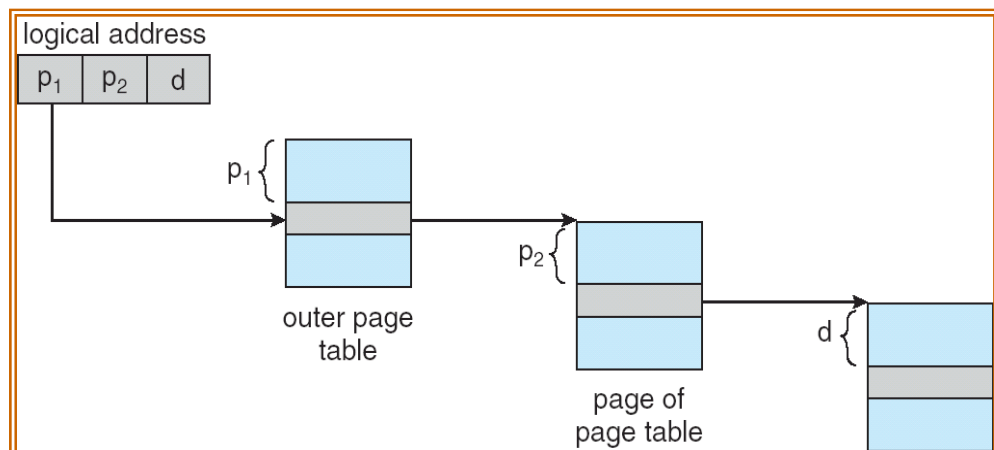 logical address
p₁ p₂ d
p₁
outer page
table
p₂
page of
page table
d